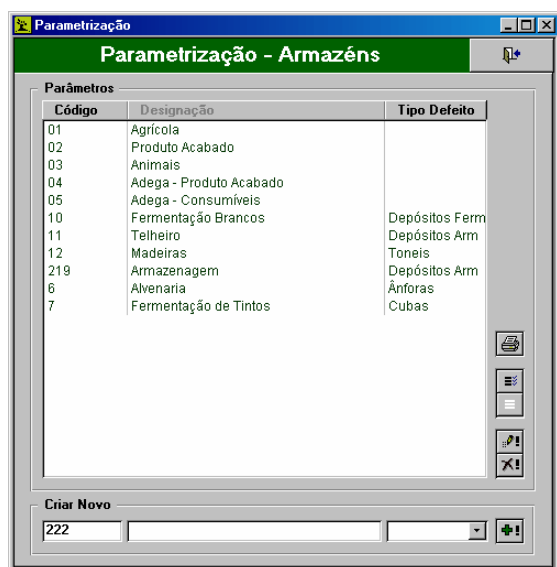 Parametrização
Parametrização - Armazéns
Parâmetros
Código Designação Tipo Defeito
01 Agrícola
02 Produto Acabado
03 Animais
04 Adega - Produto Acabado
05 Adega - Consumíveis
10 Fermentação Brancos Depósitos Ferm
11 Telheiro Depósitos Arm
12 Madeiras Toneis
219 Armazenagem Depósitos Arm
6 Alvenaria Ânforas
7 Fermentação de Tintos Cubas
Criar Novo
222